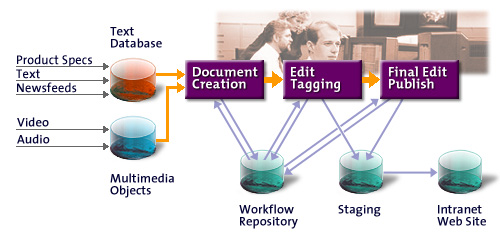 Text
Database
Product Specs
Text
Newsfeeds
Document
Creation
Edit
Tagging
Final Edit
Publish
Video
Audio
Multimedia
Objects
Workflow
Repository
Staging
Intranet
Web Site